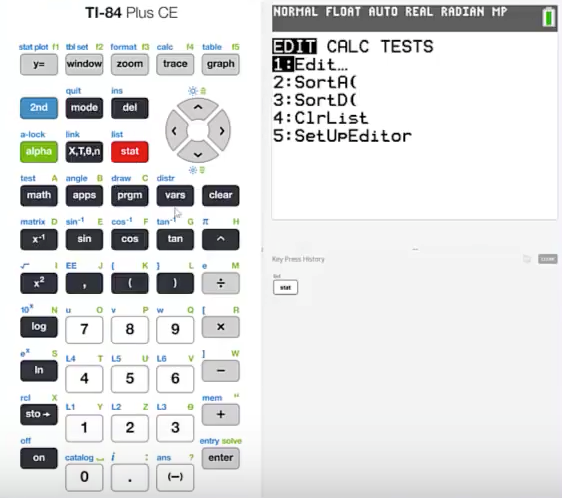 TI-84 Plus CE
stat plot f1 tbl set f2 format f3 calc f4 table f5
y= window zoom trace graph
quit ins
2nd mode del
a-lock link list
alpha X,T,θ,n stat
test A angle B draw C distr
math apps prgm vars clear
matrix D sin⁻¹ E cos⁻¹ F tan⁻¹ G π H
x⁻¹ sin cos tan ^
√ I EE J { K } L e M
x² , ( ) ÷
10ˣ N u O v P w Q [ R
log 7 8 9 ×
eˣ S L4 T L5 U L6 V ] W
ln 4 5 6 −
rcl X L1 Y L2 Z L3 θ mem "
sto→ 1 2 3 +
off catalog i : ans ? entry solve
on 0 . (−) enter
NORMAL FLOAT AUTO REAL RADIAN MP
EDIT CALC TESTS
1:Edit…
2:SortA(
3:SortD(
4:ClrList
5:SetUpEditor
Key Press History
list
stat